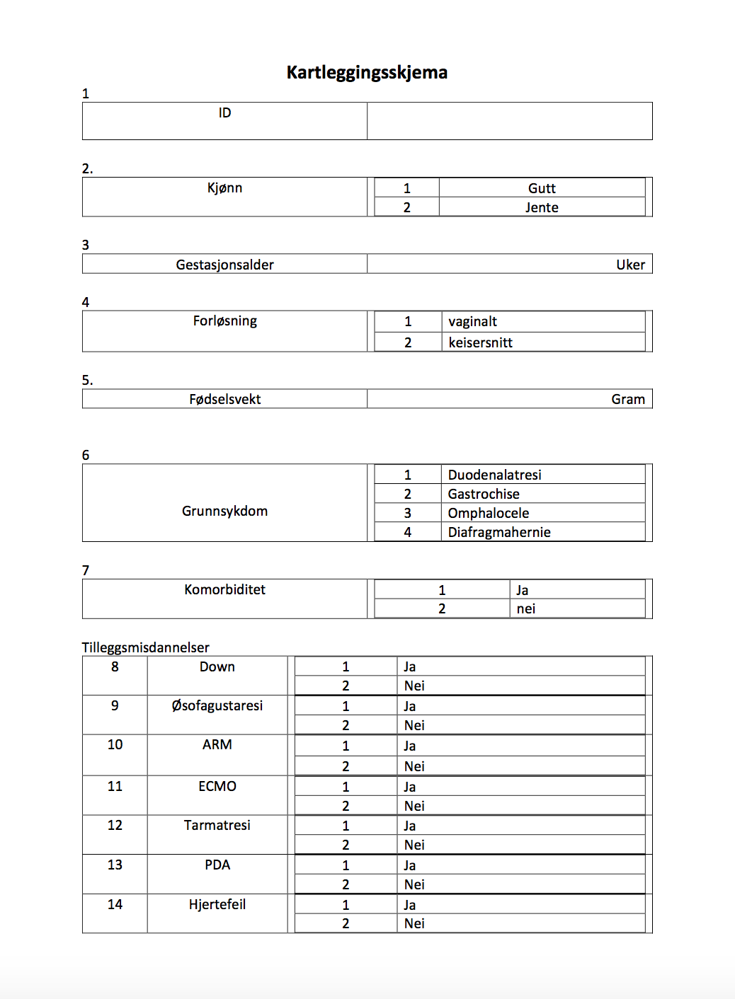 Kartleggingsskjema
1
ID
2.
Kjønn
1 Gutt
2 Jente
3
Gestasjonsalder Uker
4
Forløsning
1 vaginalt
2 keisersnitt
5.
Fødselsvekt Gram
6
Grunnsykdom
1 Duodenalatresi
2 Gastrochise
3 Omphalocele
4 Diafragmahernie
7
Komorbiditet
1 Ja
2 nei
Tilleggsmisdannelser
8 Down 1 Ja
2 Nei
9 Øsofagustaresi 1 Ja
2 Nei
10 ARM 1 Ja
2 Nei
11 ECMO 1 Ja
2 Nei
12 Tarmatresi 1 Ja
2 Nei
13 PDA 1 Ja
2 Nei
14 Hjertefeil 1 Ja
2 Nei